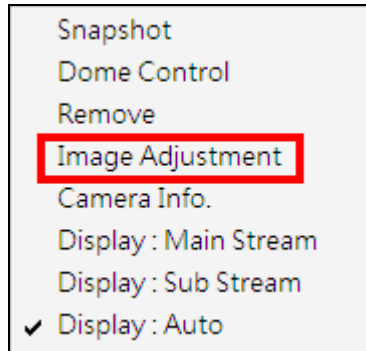 Snapshot
Dome Control
Remove
Image Adjustment
Camera Info.
Display : Main Stream
Display : Sub Stream
Display : Auto